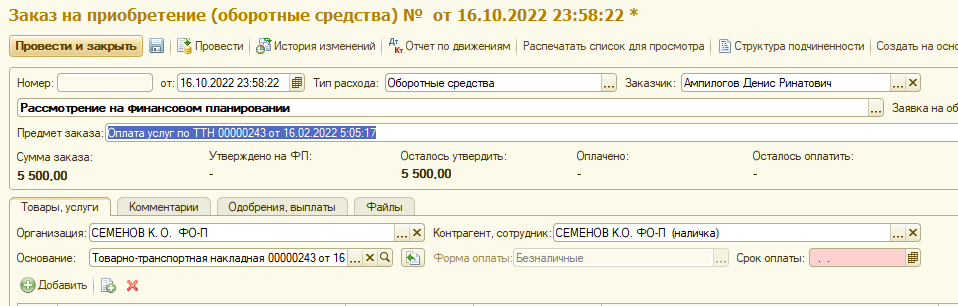 Заказ на приобретение (оборотные средства) № от 16.10.2022 23:58:22 *
Провести и закрыть Провести История изменений Дт Кт Отчет по движениям Распечатать список для просмотра Структура подчиненности Создать на осно
Номер: от: 16.10.2022 23:58:22 Тип расхода: Оборотные средства ... Заказчик: Ампилогов Денис Ринатович ...
Рассмотрение на финансовом планировании ... Заявка на об
Предмет заказа: Оплата услуг по ТТН 00000243 от 16.02.2022 5:05:17
Сумма заказа: Утверждено на ФП: Осталось утвердить: Оплачено: Осталось оплатить:
5 500,00 - 5 500,00 - -
Товары, услуги Комментарии Одобрения, выплаты Файлы
Организация: СЕМЕНОВ К. О. ФО-П ... Контрагент, сотрудник: СЕМЕНОВ К.О. ФО-П (наличка) ...
Основание: Товарно-транспортная накладная 00000243 от 16 ... Форма оплаты: Безналичные ... Срок оплаты: . .
Добавить